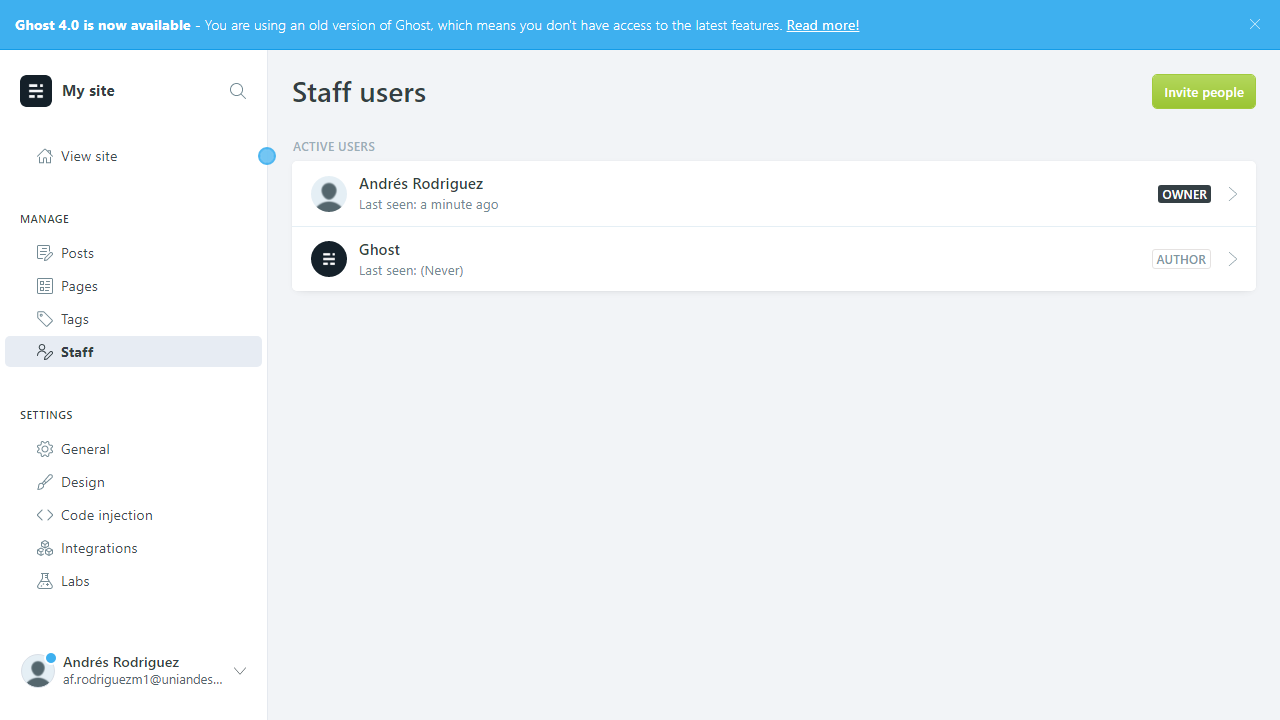 Ghost 4.0 is now available - You are using an old version of Ghost, which means you don't have access to the latest features. Read more!
My site
View site
MANAGE
Posts
Pages
Tags
Staff
SETTINGS
General
Design
Code injection
Integrations
Labs
Andrés Rodriguez
af.rodriguezm1@uniandes...
Staff users
Invite people
ACTIVE USERS
Andrés Rodriguez
Last seen: a minute ago
OWNER
Ghost
Last seen: (Never)
AUTHOR